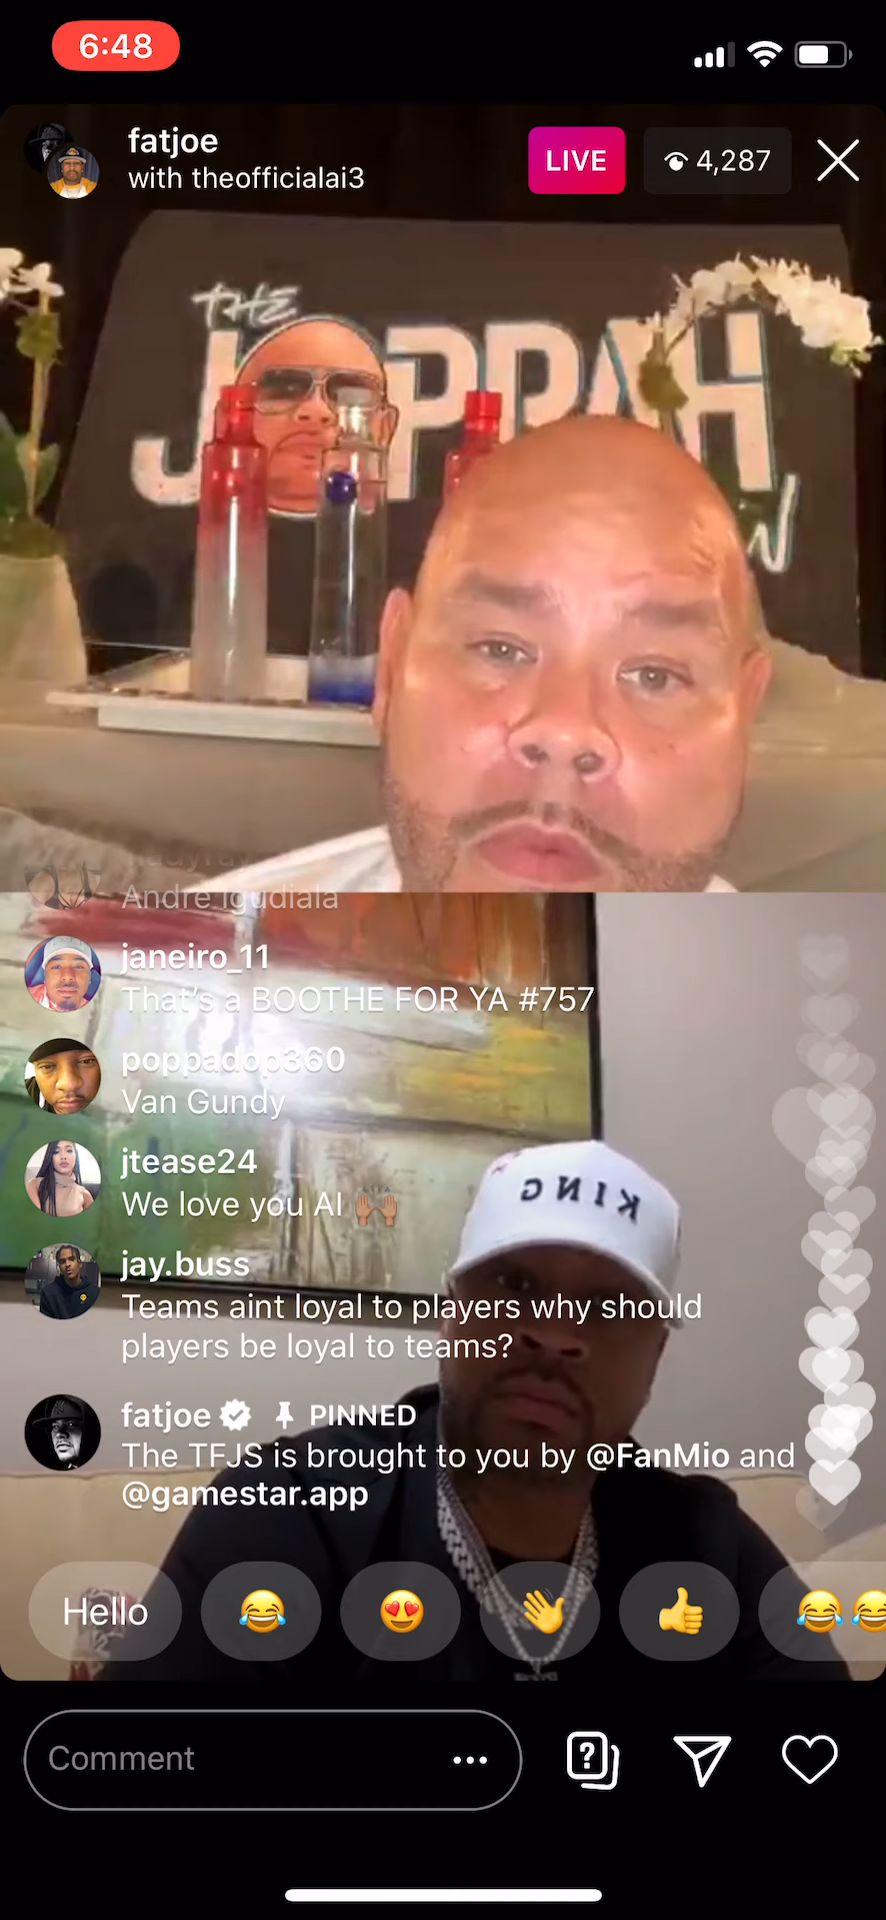 6:48
fatjoe
with theofficialai3
LIVE
4,287
THE
J PPAH
W
Andre Igudiala
janeiro_11
That's a BOOTHE FOR YA #757
poppadop360
Van Gundy
jtease24
We love you AI 🙌🏽
jay.buss
Teams aint loyal to players why should
players be loyal to teams?
fatjoe PINNED
The TFJS is brought to you by @FanMio and
@gamestar.app
KING
Hello 😂 😍 👋 👍 😂😂
Comment ...
?